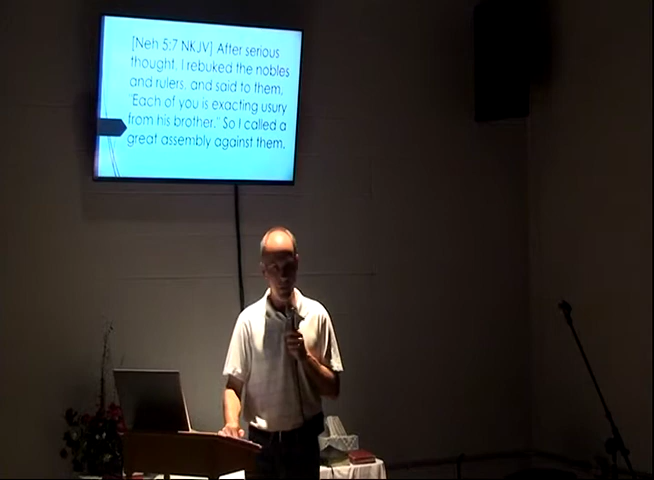 [Neh 5:7 NKJV] After serious
thought, I rebuked the nobles
and rulers, and said to them,
"Each of you is exacting usury
from his brother." So I called a
great assembly against them.